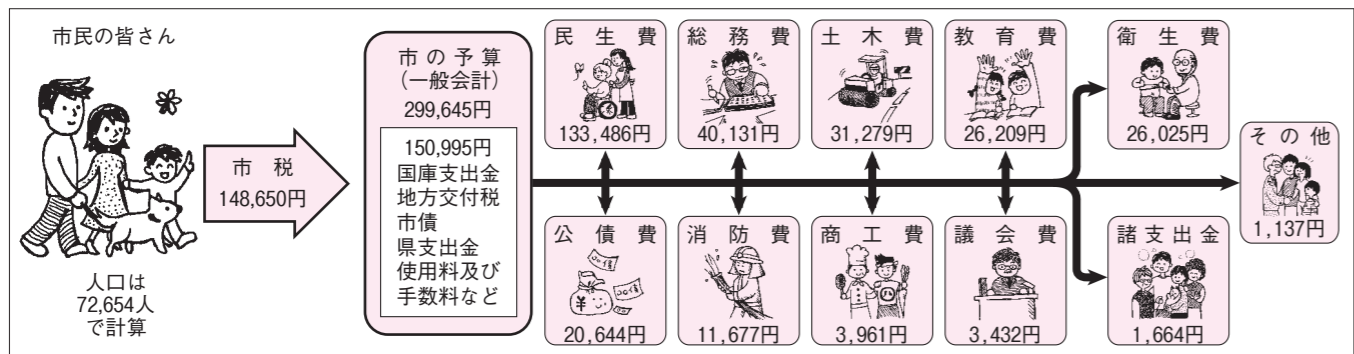 市民の皆さん
人口は
72,654人
で計算
市税
148,650円
市の予算
(一般会計)
299,645円
150,995円
国庫支出金
地方交付税
市債
県支出金
使用料及び
手数料など
民生費
133,486円
総務費
40,131円
土木費
31,279円
教育費
26,209円
衛生費
26,025円
その他
1,137円
公債費
¥
20,644円
消防費
11,677円
商工費
3,961円
議会費
3,432円
諸支出金
1,664円